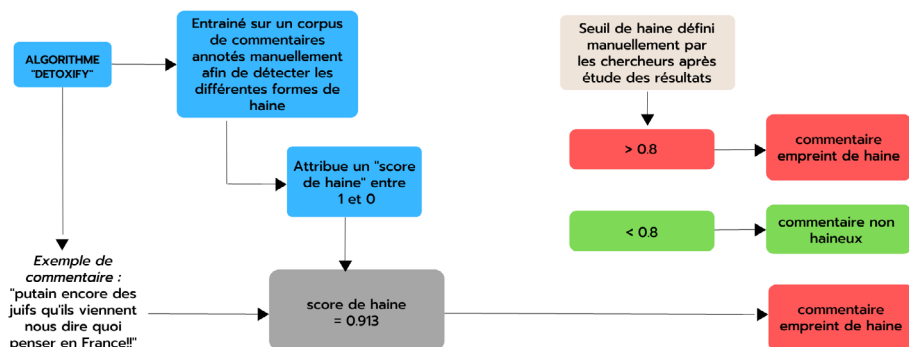 ALGORITHME
"DETOXIFY"
Entrainé sur un corpus
de commentaires
annotés manuellement
afin de détecter les
différentes formes de
haine
Attribue un "score
de haine" entre
1 et 0
Exemple de
commentaire :
"putain encore des
juifs qu'ils viennent
nous dire quoi
penser en France!!"
score de haine
= 0.913
Seuil de haine défini
manuellement par
les chercheurs après
étude des résultats
> 0.8
commentaire
empreint de haine
< 0.8
commentaire non
haineux
commentaire
empreint de haine